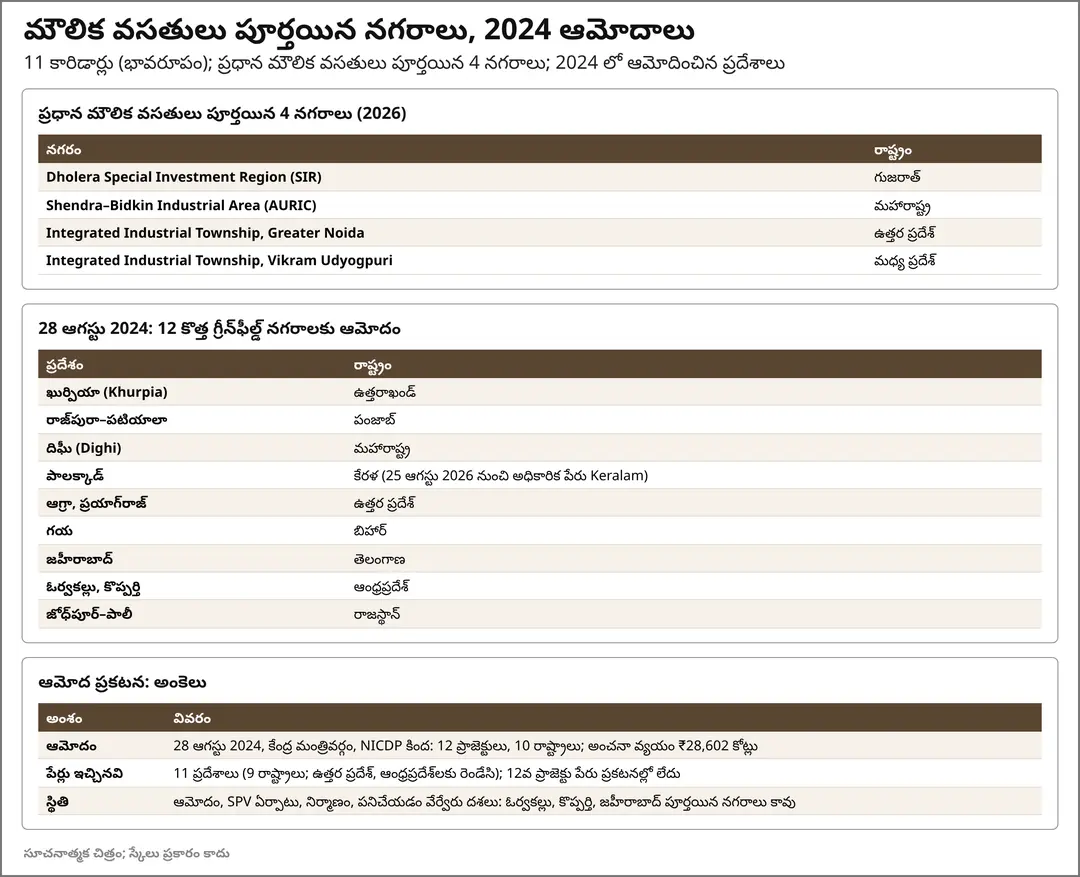 మౌలిక వసతులు పూర్తయిన నగరాలు, 2024 ఆమోదాలు
11 కారిడార్లు (భావరూపం); ప్రధాన మౌలిక వసతులు పూర్తయిన 4 నగరాలు; 2024 లో ఆమోదించిన ప్రదేశాలు
ప్రధాన మౌలిక వసతులు పూర్తయిన 4 నగరాలు (2026)
నగరం రాష్ట్రం
Dholera Special Investment Region (SIR) గుజరాత్
Shendra–Bidkin Industrial Area (AURIC) మహారాష్ట్ర
Integrated Industrial Township, Greater Noida ఉత్తర ప్రదేశ్
Integrated Industrial Township, Vikram Udyogpuri మధ్య ప్రదేశ్
28 ఆగస్టు 2024: 12 కొత్త గ్రీన్‌ఫీల్డ్ నగరాలకు ఆమోదం
ప్రదేశం రాష్ట్రం
ఖుర్పియా (Khurpia) ఉత్తరాఖండ్
రాజ్‌పురా–పటియాలా పంజాబ్
దిఘీ (Dighi) మహారాష్ట్ర
పాలక్కాడ్ కేరళ (25 ఆగస్టు 2026 నుంచి అధికారిక పేరు Keralam)
ఆగ్రా, ప్రయాగ్‌రాజ్ ఉత్తర ప్రదేశ్
గయ బిహార్
జహీరాబాద్ తెలంగాణ
ఓర్వకల్లు, కొప్పర్తి ఆంధ్రప్రదేశ్
జోధ్‌పూర్–పాలీ రాజస్థాన్
ఆమోద ప్రకటన: అంకెలు
అంశం వివరం
ఆమోదం 28 ఆగస్టు 2024, కేంద్ర మంత్రివర్గం, NICDP కింద: 12 ప్రాజెక్టులు, 10 రాష్ట్రాలు; అంచనా వ్యయం ₹28,602 కోట్లు
పేర్లు ఇచ్చినవి 11 ప్రదేశాలు (9 రాష్ట్రాలు; ఉత్తర ప్రదేశ్, ఆంధ్రప్రదేశ్‌లకు రెండేసి); 12వ ప్రాజెక్టు పేరు ప్రకటనల్లో లేదు
స్థితి ఆమోదం, SPV ఏర్పాటు, నిర్మాణం, పనిచేయడం వేర్వేరు దశలు: ఓర్వకల్లు, కొప్పర్తి, జహీరాబాద్ పూర్తయిన నగరాలు కావు
సూచనాత్మక చిత్రం; స్కేలు ప్రకారం కాదు